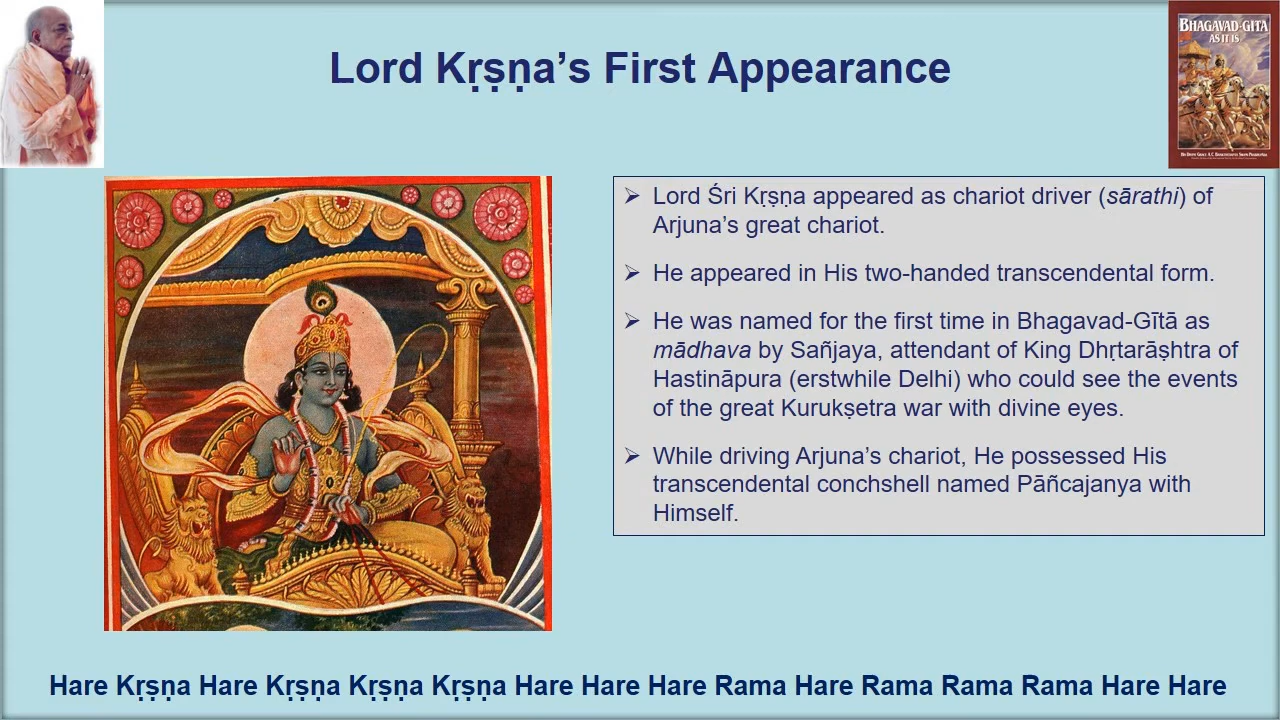 Lord Kṛṣṇa’s First Appearance
BHAGAVAD-GITA
AS IT IS
➢ Lord Śri Kṛṣṇa appeared as chariot driver (sārathi) of
Arjuna’s great chariot.
➢ He appeared in His two-handed transcendental form.
➢ He was named for the first time in Bhagavad-Gītā as
mādhava by Sañjaya, attendant of King Dhṛtarāṣhtra of
Hastināpura (erstwhile Delhi) who could see the events
of the great Kurukṣetra war with divine eyes.
➢ While driving Arjuna’s chariot, He possessed His
transcendental conchshell named Pāñcajanya with
Himself.
Hare Kṛṣṇa Hare Kṛṣṇa Kṛṣṇa Kṛṣṇa Hare Hare Hare Rama Hare Rama Rama Rama Hare Hare